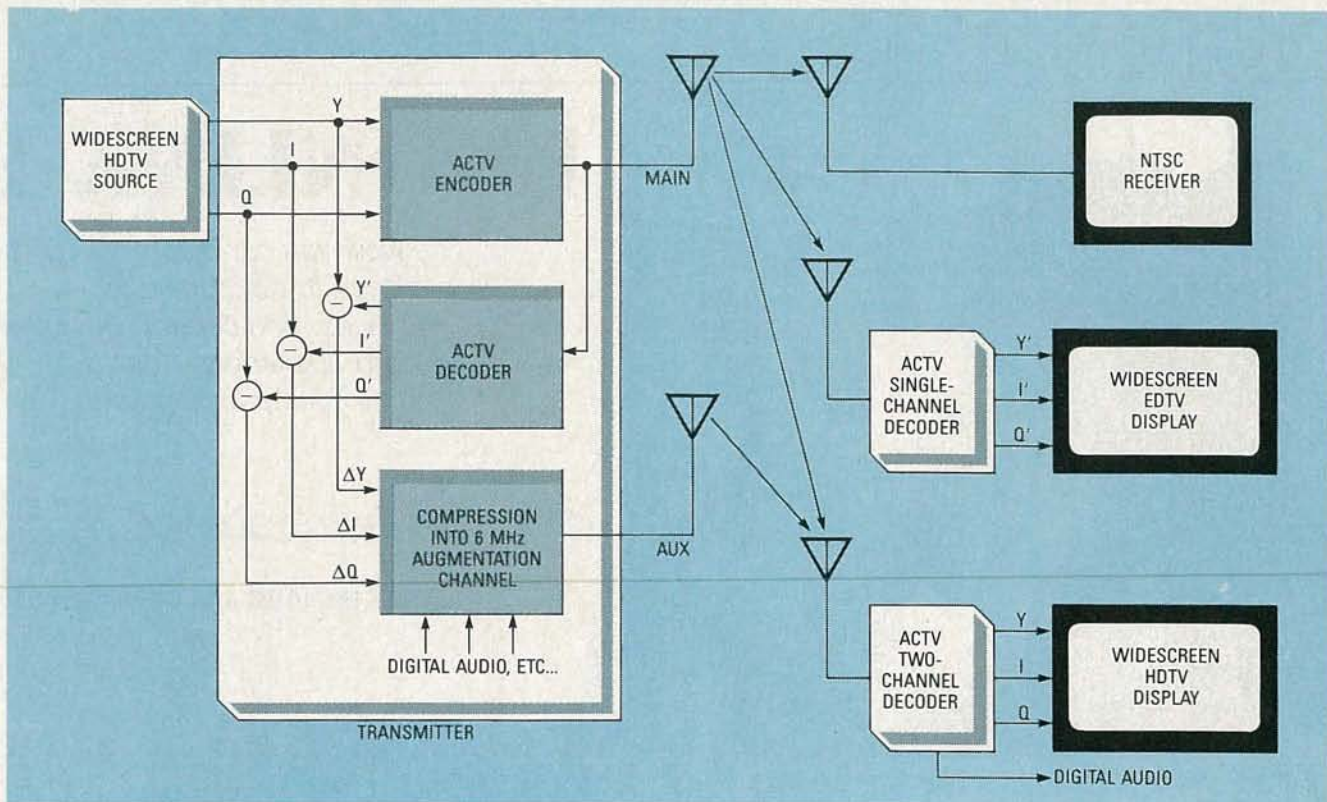 WIDESCREEN
HDTV
SOURCE
Y
I
Q
ACTV
ENCODER
MAIN
Y'
I'
Q'
ACTV
DECODER
ΔY
ΔI
ΔQ
COMPRESSION
INTO 6 MHz
AUGMENTATION
CHANNEL
AUX
DIGITAL AUDIO, ETC...
TRANSMITTER
NTSC
RECEIVER
ACTV
SINGLE-
CHANNEL
DECODER
Y'
I'
Q'
WIDESCREEN
EDTV
DISPLAY
ACTV
TWO-
CHANNEL
DECODER
Y
I
Q
WIDESCREEN
HDTV
DISPLAY
DIGITAL AUDIO